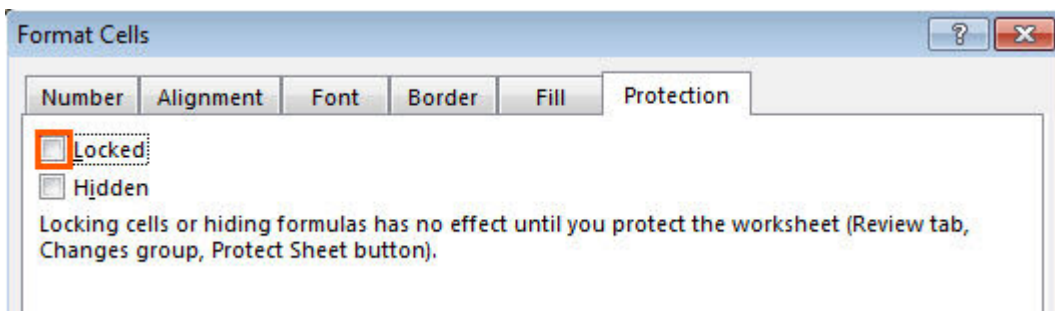 Format Cells
?
Number Alignment Font Border Fill Protection
Locked
Hidden
Locking cells or hiding formulas has no effect until you protect the worksheet (Review tab,
Changes group, Protect Sheet button).